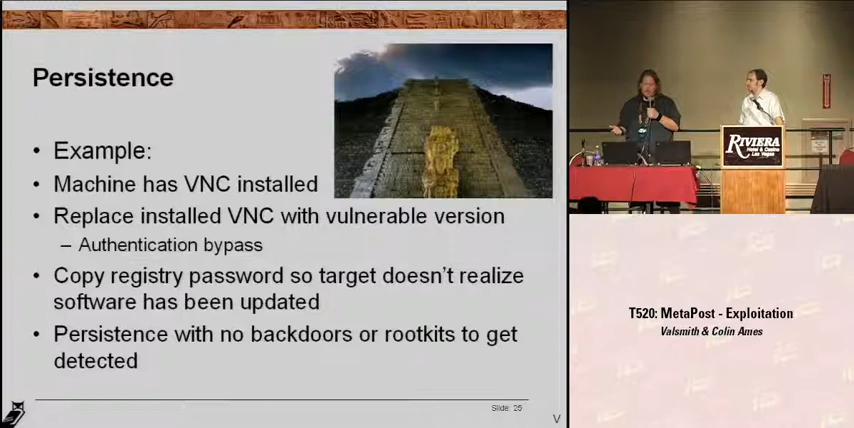 Persistence
• Example:
• Machine has VNC installed
• Replace installed VNC with vulnerable version
– Authentication bypass
• Copy registry password so target doesn't realize
software has been updated
• Persistence with no backdoors or rootkits to get
detected
Slide: 25
V
RIVIERA
Hotel & Casino
Las Vegas
T520: MetaPost - Exploitation
Valsmith & Colin Ames